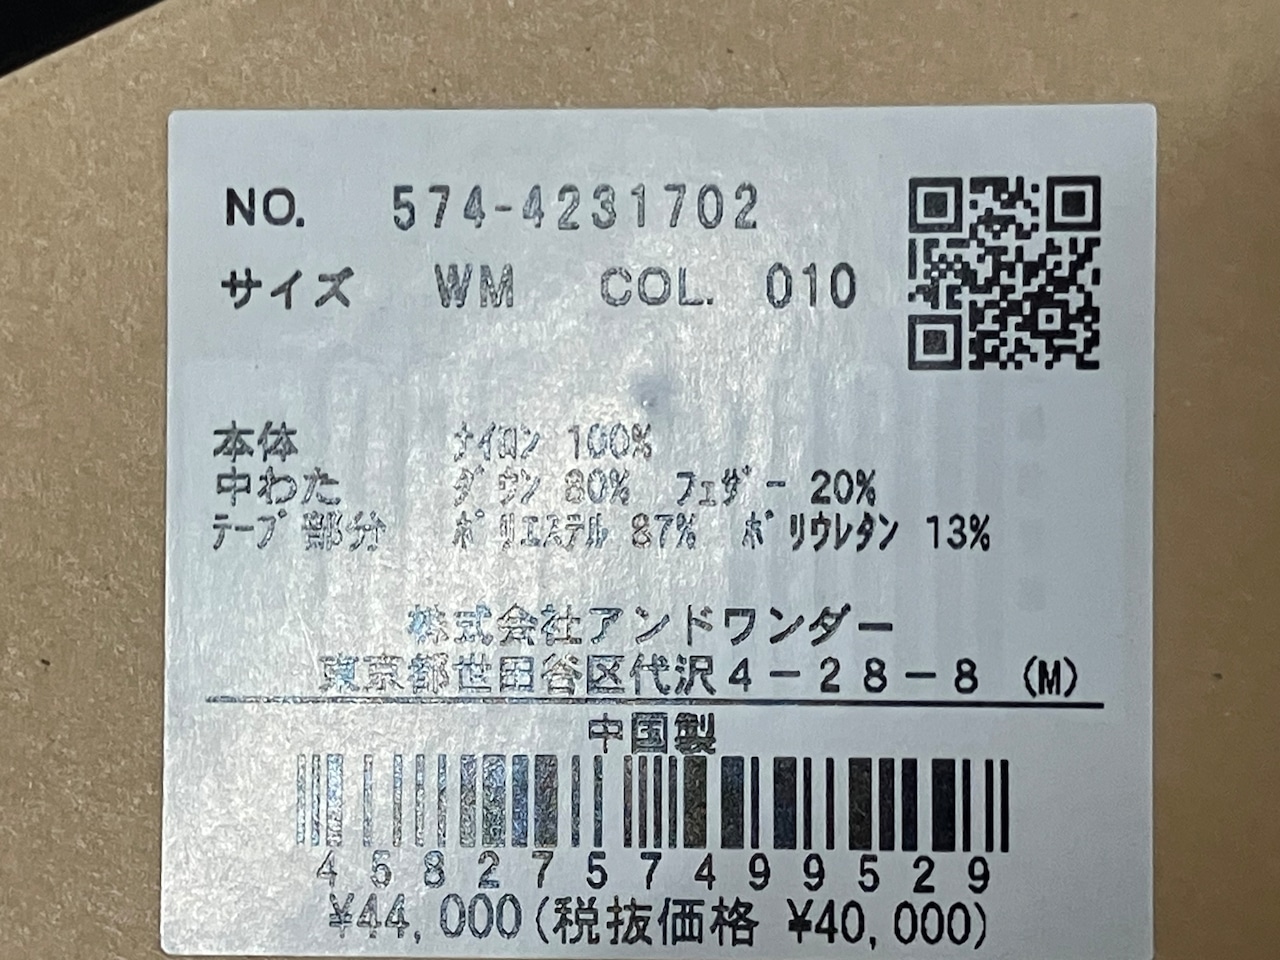 NO. 574-4231702
サイズ WM COL. 010
本体 ナイロン 100%
中わた ダウン 80% フェザー 20%
テープ部分 ポリエステル 87% ポリウレタン 13%
株式会社アンドワンダー
東京都世田谷区代沢4-28-8 (M)
中国製
4582757499529
¥44,000(税抜価格 ¥40,000)